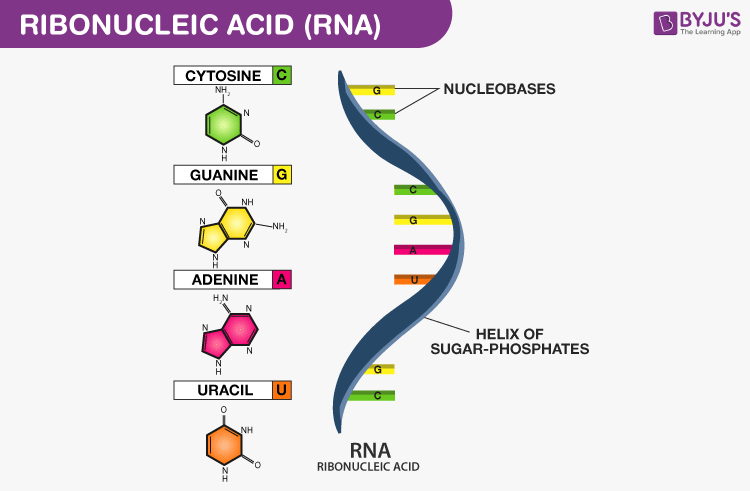 RIBONUCLEIC ACID (RNA)
BYJU'S
The Learning App
CYTOSINE C
NH2
N
O
N
H
GUANINE G
O
NH
N
NH2
N
N
H
ADENINE A
H2N
N
N
N
N
H
URACIL U
O
NH
O
N
H
G
C
NUCLEOBASES
C
G
A
U
HELIX OF
SUGAR-PHOSPHATES
G
C
RNA
RIBONUCLEIC ACID